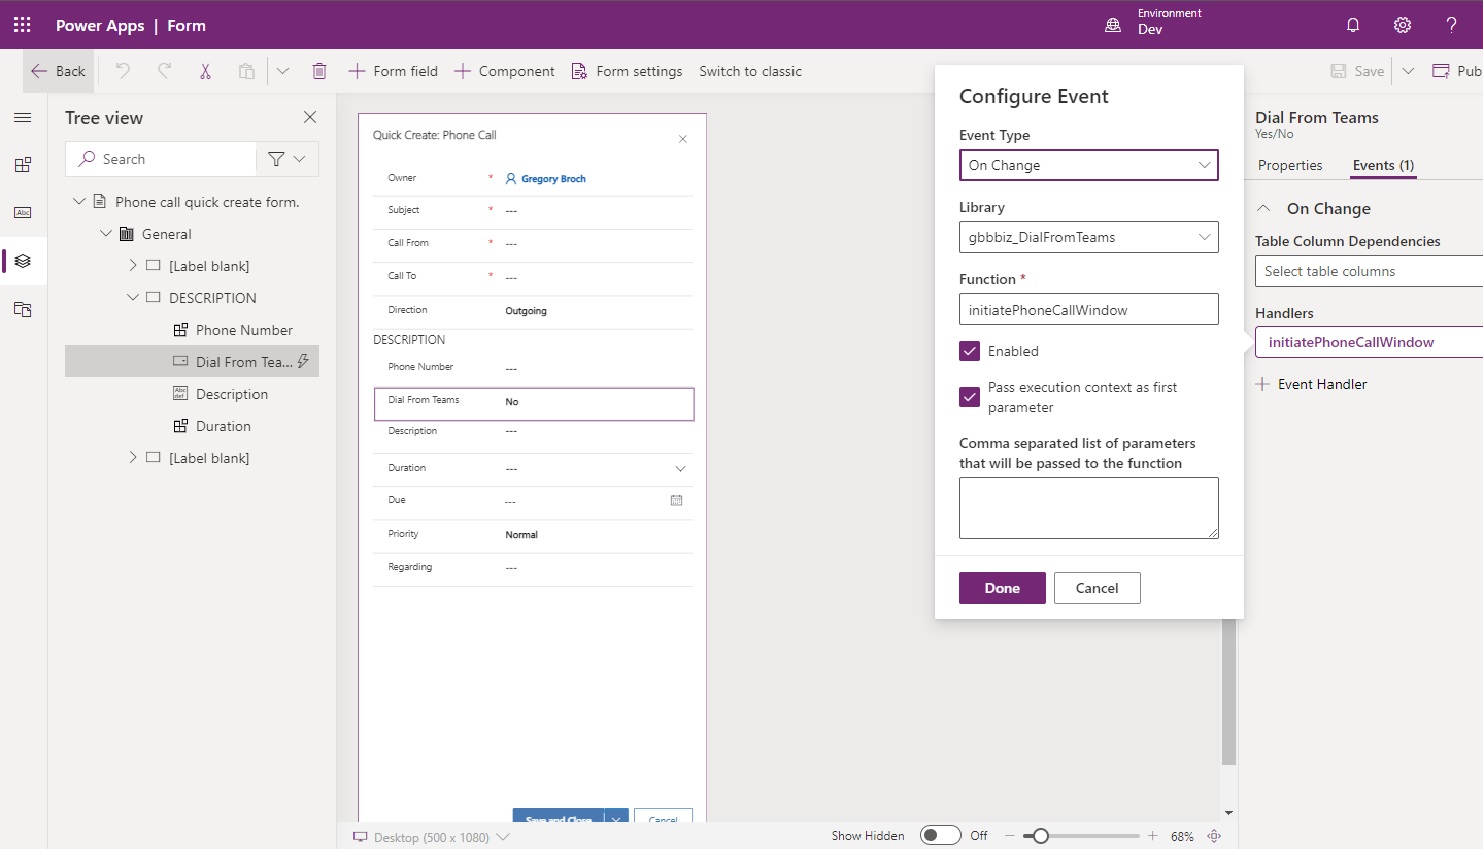 Power Apps | Form
Environment
Dev
Back
Form field
Component
Form settings
Switch to classic
Save
Pub
Tree view
Search
Phone call quick create form.
General
[Label blank]
DESCRIPTION
Phone Number
Dial From Tea...
Description
Duration
[Label blank]
Quick Create: Phone Call
Owner * Gregory Broch
Subject * ---
Call From * ---
Call To * ---
Direction Outgoing
DESCRIPTION
Phone Number ---
Dial From Teams No
Description ---
Duration ---
Due ---
Priority Normal
Regarding ---
Save and Close
Cancel
Desktop (500 x 1080)
Show Hidden Off
68%
Configure Event
Event Type
On Change
Library
gbbbiz_DialFromTeams
Function *
initiatePhoneCallWindow
Enabled
Pass execution context as first
parameter
Comma separated list of parameters
that will be passed to the function
Done Cancel
Dial From Teams
Yes/No
Properties Events (1)
On Change
Table Column Dependencies
Select table columns
Handlers
initiatePhoneCallWindow
Event Handler